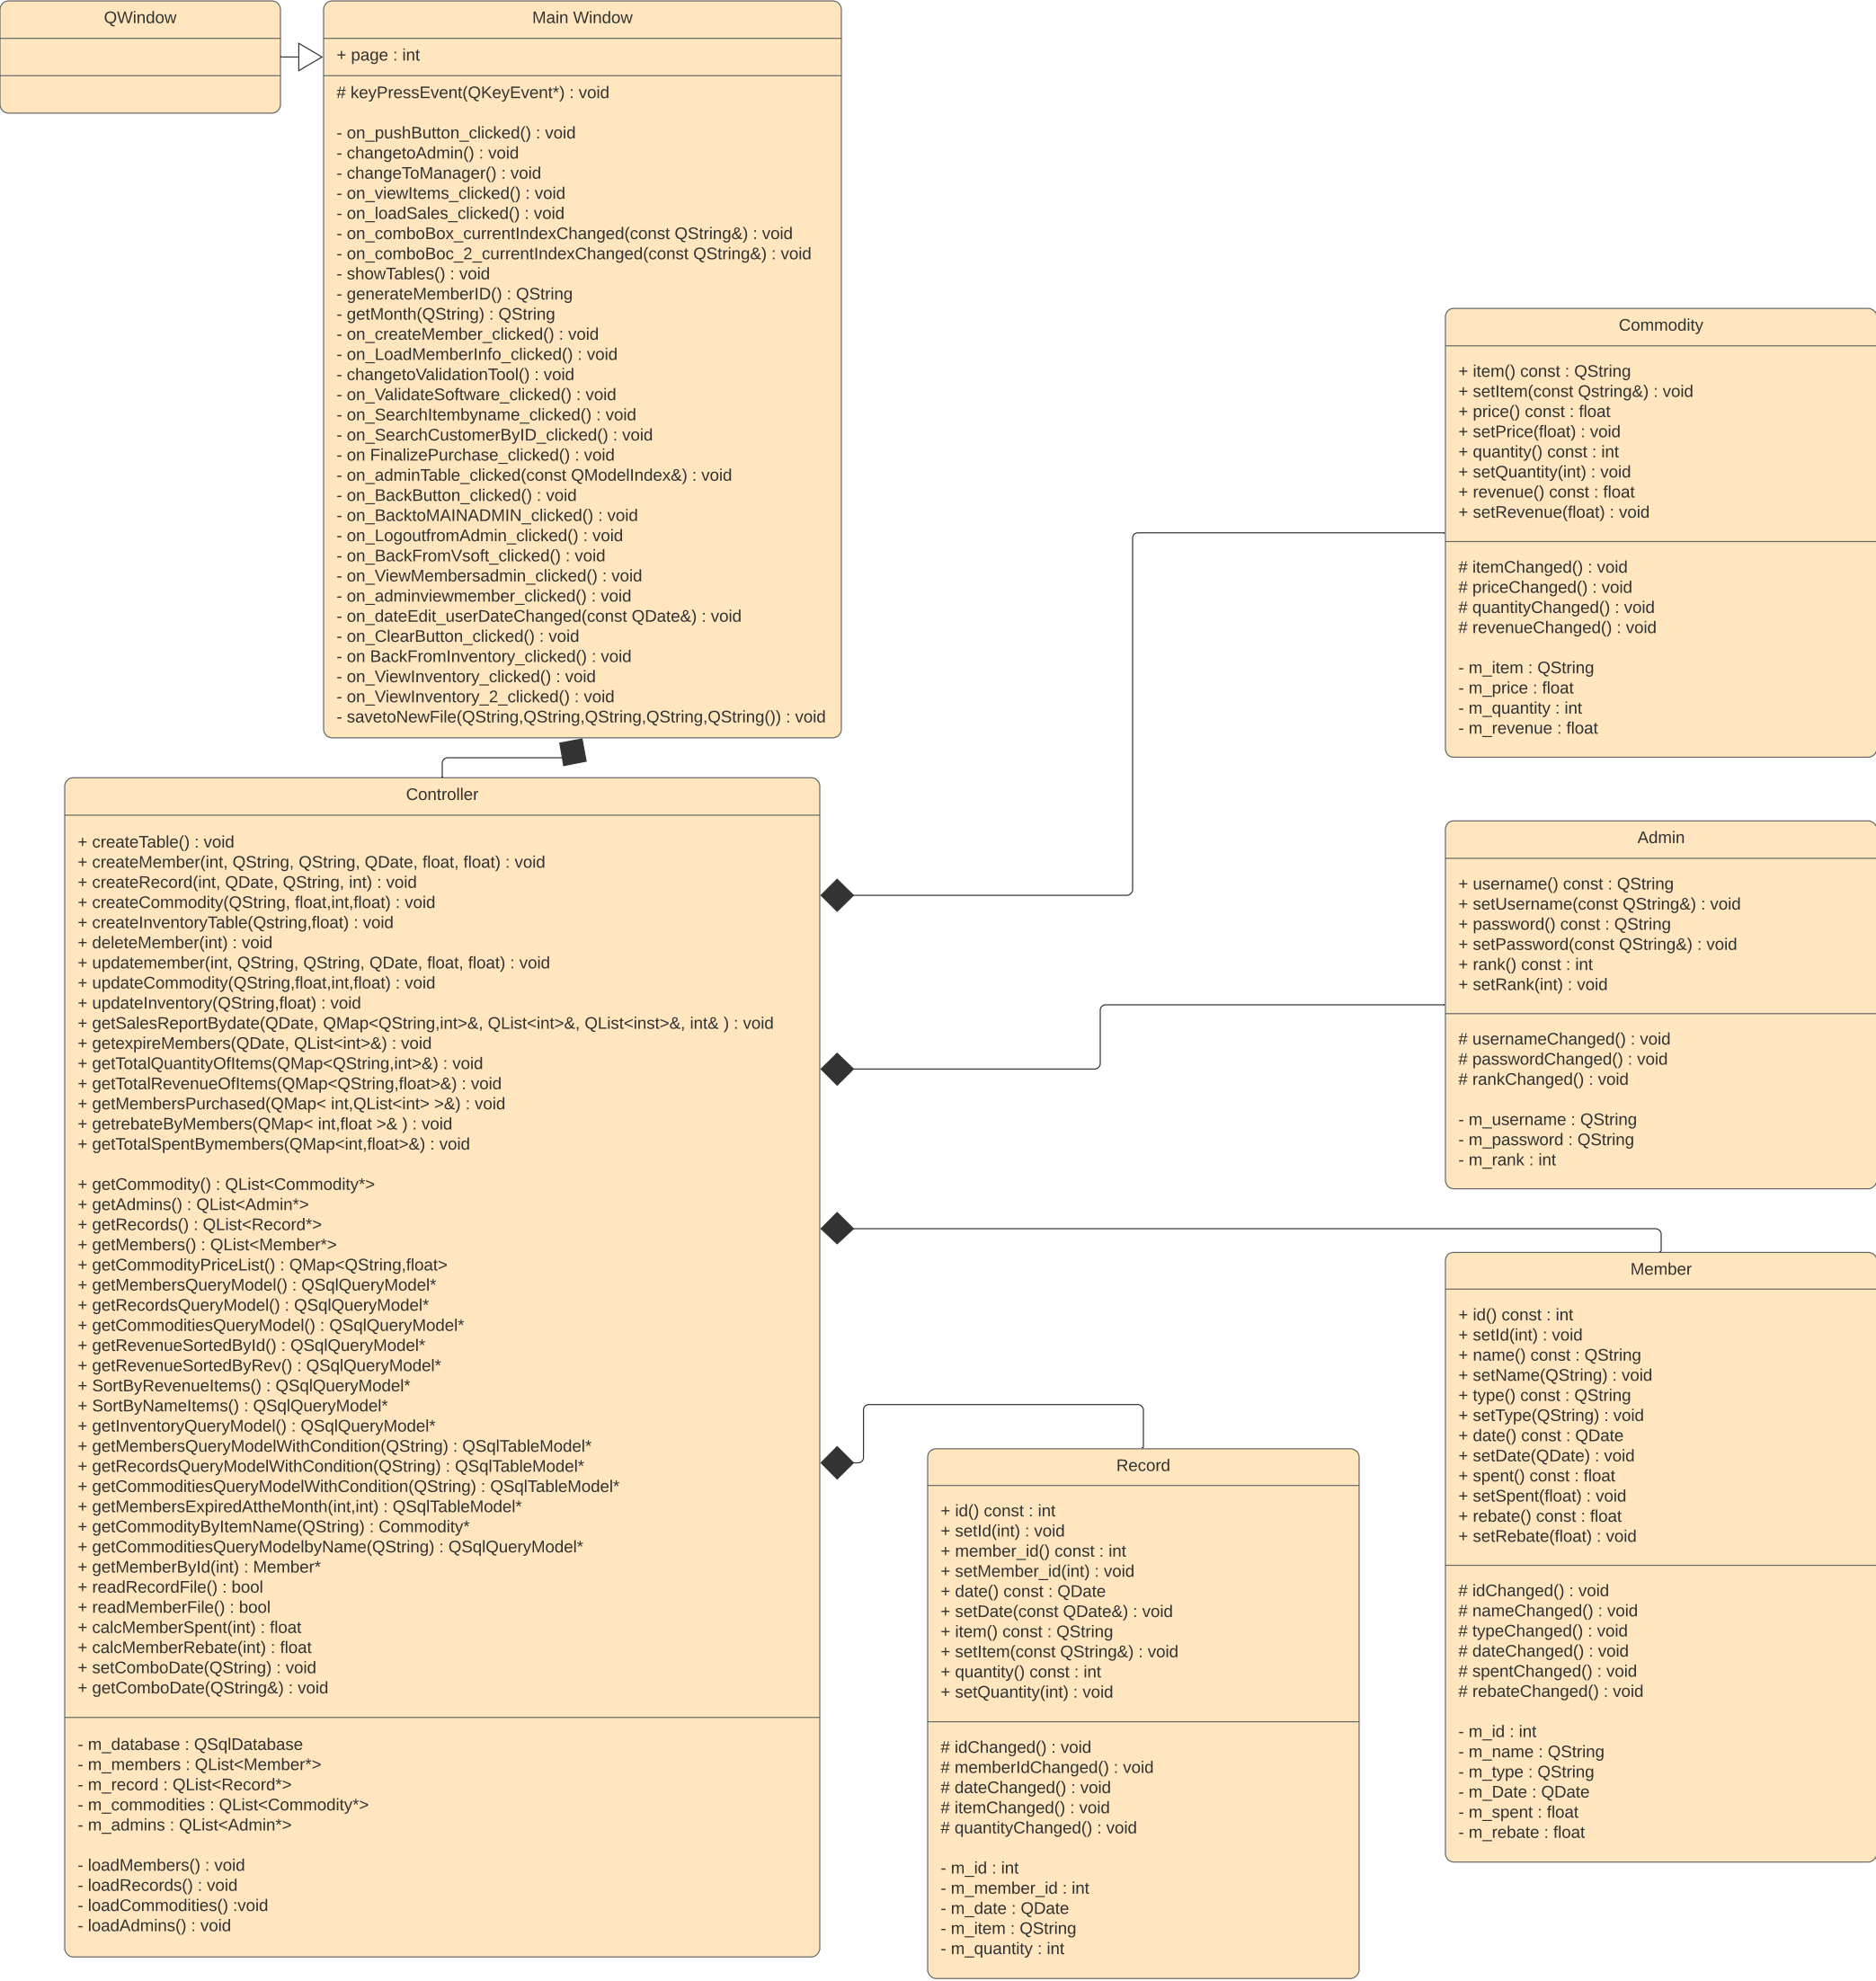 QWindow
Main Window
+ page : int
# keyPressEvent(QKeyEvent*) : void
- on_pushButton_clicked() : void
- changetoAdmin() : void
- changeToManager() : void
- on_viewItems_clicked() : void
- on_loadSales_clicked() : void
- on_comboBox_currentIndexChanged(const QString&) : void
- on_comboBoc_2_currentIndexChanged(const QString&) : void
- showTables() : void
- generateMemberID() : QString
- getMonth(QString) : QString
- on_createMember_clicked() : void
- on_LoadMemberInfo_clicked() : void
- changetoValidationTool() : void
- on_ValidateSoftware_clicked() : void
- on_SearchItembyname_clicked() : void
- on_SearchCustomerByID_clicked() : void
- on FinalizePurchase_clicked() : void
- on_adminTable_clicked(const QModelIndex&) : void
- on_BackButton_clicked() : void
- on_BacktoMAINADMIN_clicked() : void
- on_LogoutfromAdmin_clicked() : void
- on_BackFromVsoft_clicked() : void
- on_ViewMembersadmin_clicked() : void
- on_adminviewmember_clicked() : void
- on_dateEdit_userDateChanged(const QDate&) : void
- on_ClearButton_clicked() : void
- on BackFromInventory_clicked() : void
- on_ViewInventory_clicked() : void
- on_ViewInventory_2_clicked() : void
- savetoNewFile(QString,QString,QString,QString,QString()) : void
Controller
+ createTable() : void
+ createMember(int, QString, QString, QDate, float, float) : void
+ createRecord(int, QDate, QString, int) : void
+ createCommodity(QString, float,int,float) : void
+ createInventoryTable(Qstring,float) : void
+ deleteMember(int) : void
+ updatemember(int, QString, QString, QDate, float, float) : void
+ updateCommodity(QString,float,int,float) : void
+ updateInventory(QString,float) : void
+ getSalesReportBydate(QDate, QMap<QString,int>&, QList<int>&, QList<inst>&, int& ) : void
+ getexpireMembers(QDate, QList<int>&) : void
+ getTotalQuantityOfItems(QMap<QString,int>&) : void
+ getTotalRevenueOfItems(QMap<QString,float>&) : void
+ getMembersPurchased(QMap< int,QList<int> >&) : void
+ getrebateByMembers(QMap< int,float >& ) : void
+ getTotalSpentBymembers(QMap<int,float>&) : void
+ getCommodity() : QList<Commodity*>
+ getAdmins() : QList<Admin*>
+ getRecords() : QList<Record*>
+ getMembers() : QList<Member*>
+ getCommodityPriceList() : QMap<QString,float>
+ getMembersQueryModel() : QSqlQueryModel*
+ getRecordsQueryModel() : QSqlQueryModel*
+ getCommoditiesQueryModel() : QSqlQueryModel*
+ getRevenueSortedById() : QSqlQueryModel*
+ getRevenueSortedByRev() : QSqlQueryModel*
+ SortByRevenueItems() : QSqlQueryModel*
+ SortByNameItems() : QSqlQueryModel*
+ getInventoryQueryModel() : QSqlQueryModel*
+ getMembersQueryModelWithCondition(QString) : QSqlTableModel*
+ getRecordsQueryModelWithCondition(QString) : QSqlTableModel*
+ getCommoditiesQueryModelWithCondition(QString) : QSqlTableModel*
+ getMembersExpiredAttheMonth(int,int) : QSqlTableModel*
+ getCommodityByItemName(QString) : Commodity*
+ getCommoditiesQueryModelbyName(QString) : QSqlQueryModel*
+ getMemberById(int) : Member*
+ readRecordFile() : bool
+ readMemberFile() : bool
+ calcMemberSpent(int) : float
+ calcMemberRebate(int) : float
+ setComboDate(QString) : void
+ getComboDate(QString&) : void
- m_database : QSqlDatabase
- m_members : QList<Member*>
- m_record : QList<Record*>
- m_commodities : QList<Commodity*>
- m_admins : QList<Admin*>
- loadMembers() : void
- loadRecords() : void
- loadCommodities() :void
- loadAdmins() : void
Commodity
+ item() const : QString
+ setItem(const Qstring&) : void
+ price() const : float
+ setPrice(float) : void
+ quantity() const : int
+ setQuantity(int) : void
+ revenue() const : float
+ setRevenue(float) : void
# itemChanged() : void
# priceChanged() : void
# quantityChanged() : void
# revenueChanged() : void
- m_item : QString
- m_price : float
- m_quantity : int
- m_revenue : float
Admin
+ username() const : QString
+ setUsername(const QString&) : void
+ password() const : QString
+ setPassword(const QString&) : void
+ rank() const : int
+ setRank(int) : void
# usernameChanged() : void
# passwordChanged() : void
# rankChanged() : void
- m_username : QString
- m_password : QString
- m_rank : int
Member
+ id() const : int
+ setId(int) : void
+ name() const : QString
+ setName(QString) : void
+ type() const : QString
+ setType(QString) : void
+ date() const : QDate
+ setDate(QDate) : void
+ spent() const : float
+ setSpent(float) : void
+ rebate() const : float
+ setRebate(float) : void
# idChanged() : void
# nameChanged() : void
# typeChanged() : void
# dateChanged() : void
# spentChanged() : void
# rebateChanged() : void
- m_id : int
- m_name : QString
- m_type : QString
- m_Date : QDate
- m_spent : float
- m_rebate : float
Record
+ id() const : int
+ setId(int) : void
+ member_id() const : int
+ setMember_id(int) : void
+ date() const : QDate
+ setDate(const QDate&) : void
+ item() const : QString
+ setItem(const QString&) : void
+ quantity() const : int
+ setQuantity(int) : void
# idChanged() : void
# memberIdChanged() : void
# dateChanged() : void
# itemChanged() : void
# quantityChanged() : void
- m_id : int
- m_member_id : int
- m_date : QDate
- m_item : QString
- m_quantity : int